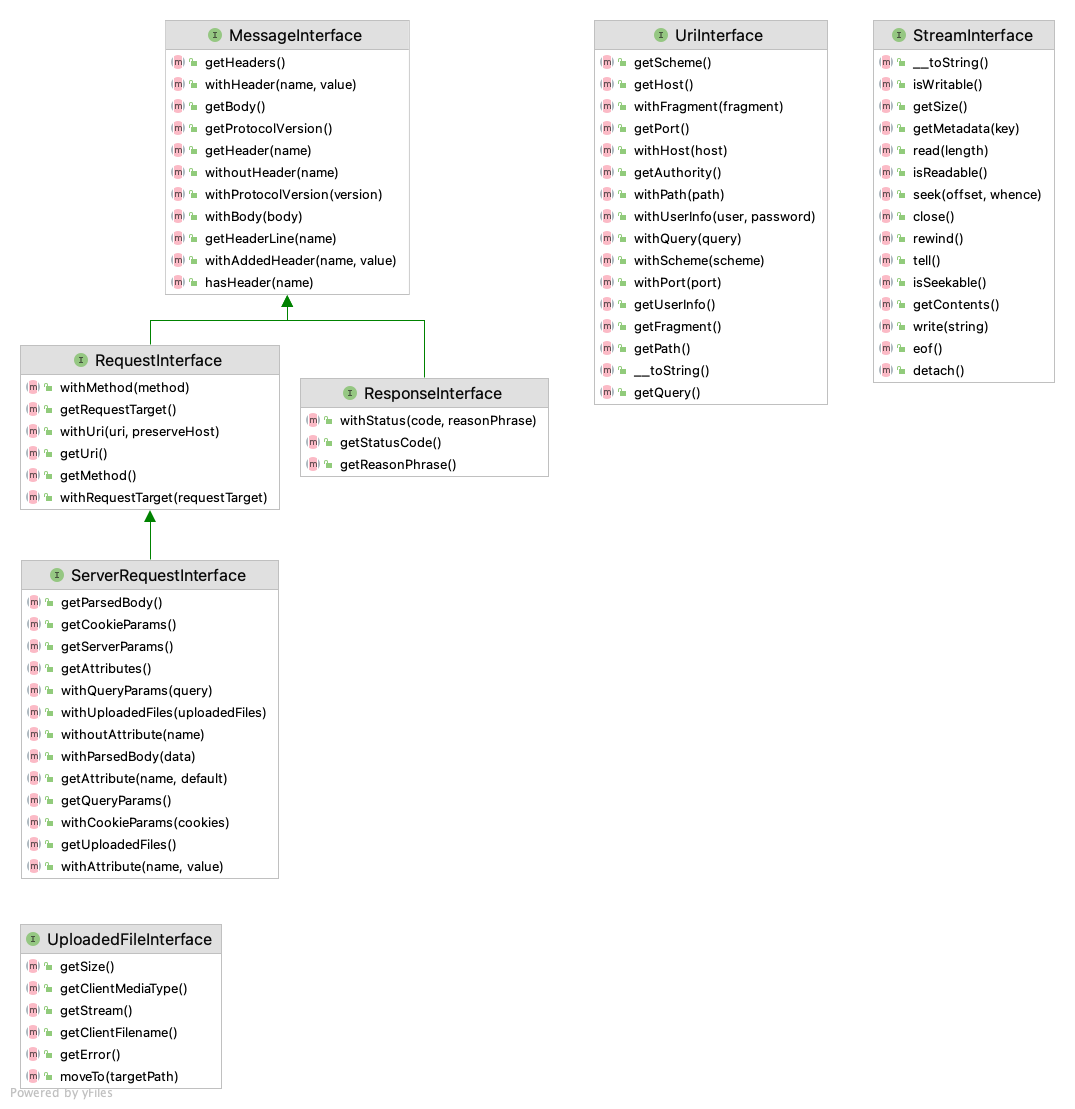 MessageInterface
getHeaders()
withHeader(name, value)
getBody()
getProtocolVersion()
getHeader(name)
withoutHeader(name)
withProtocolVersion(version)
withBody(body)
getHeaderLine(name)
withAddedHeader(name, value)
hasHeader(name)
UriInterface
getScheme()
getHost()
withFragment(fragment)
getPort()
withHost(host)
getAuthority()
withPath(path)
withUserInfo(user, password)
withQuery(query)
withScheme(scheme)
withPort(port)
getUserInfo()
getFragment()
getPath()
__toString()
getQuery()
StreamInterface
__toString()
isWritable()
getSize()
getMetadata(key)
read(length)
isReadable()
seek(offset, whence)
close()
rewind()
tell()
isSeekable()
getContents()
write(string)
eof()
detach()
RequestInterface
withMethod(method)
getRequestTarget()
withUri(uri, preserveHost)
getUri()
getMethod()
withRequestTarget(requestTarget)
ResponseInterface
withStatus(code, reasonPhrase)
getStatusCode()
getReasonPhrase()
ServerRequestInterface
getParsedBody()
getCookieParams()
getServerParams()
getAttributes()
withQueryParams(query)
withUploadedFiles(uploadedFiles)
withoutAttribute(name)
withParsedBody(data)
getAttribute(name, default)
getQueryParams()
withCookieParams(cookies)
getUploadedFiles()
withAttribute(name, value)
UploadedFileInterface
getSize()
getClientMediaType()
getStream()
getClientFilename()
getError()
moveTo(targetPath)
Powered by yFiles